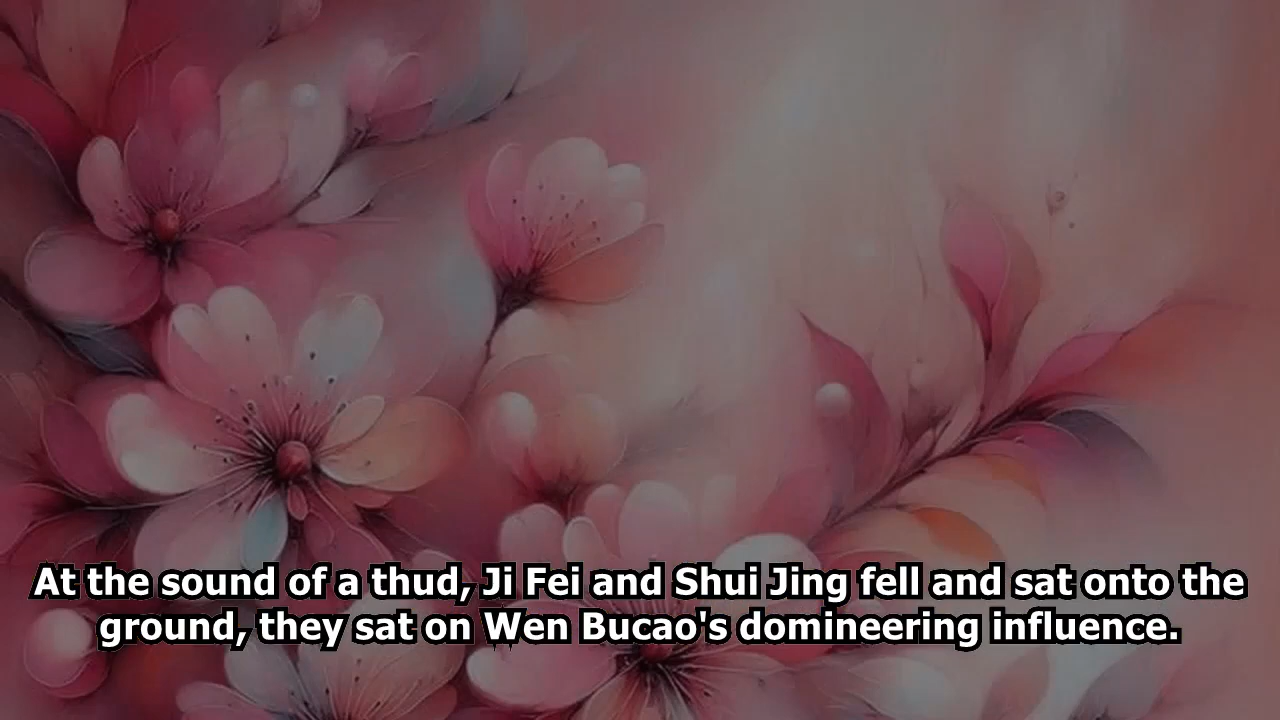 At the sound of a thud, Ji Fei and Shui Jing fell and sat onto the
ground, they sat on Wen Bucao's domineering influence.